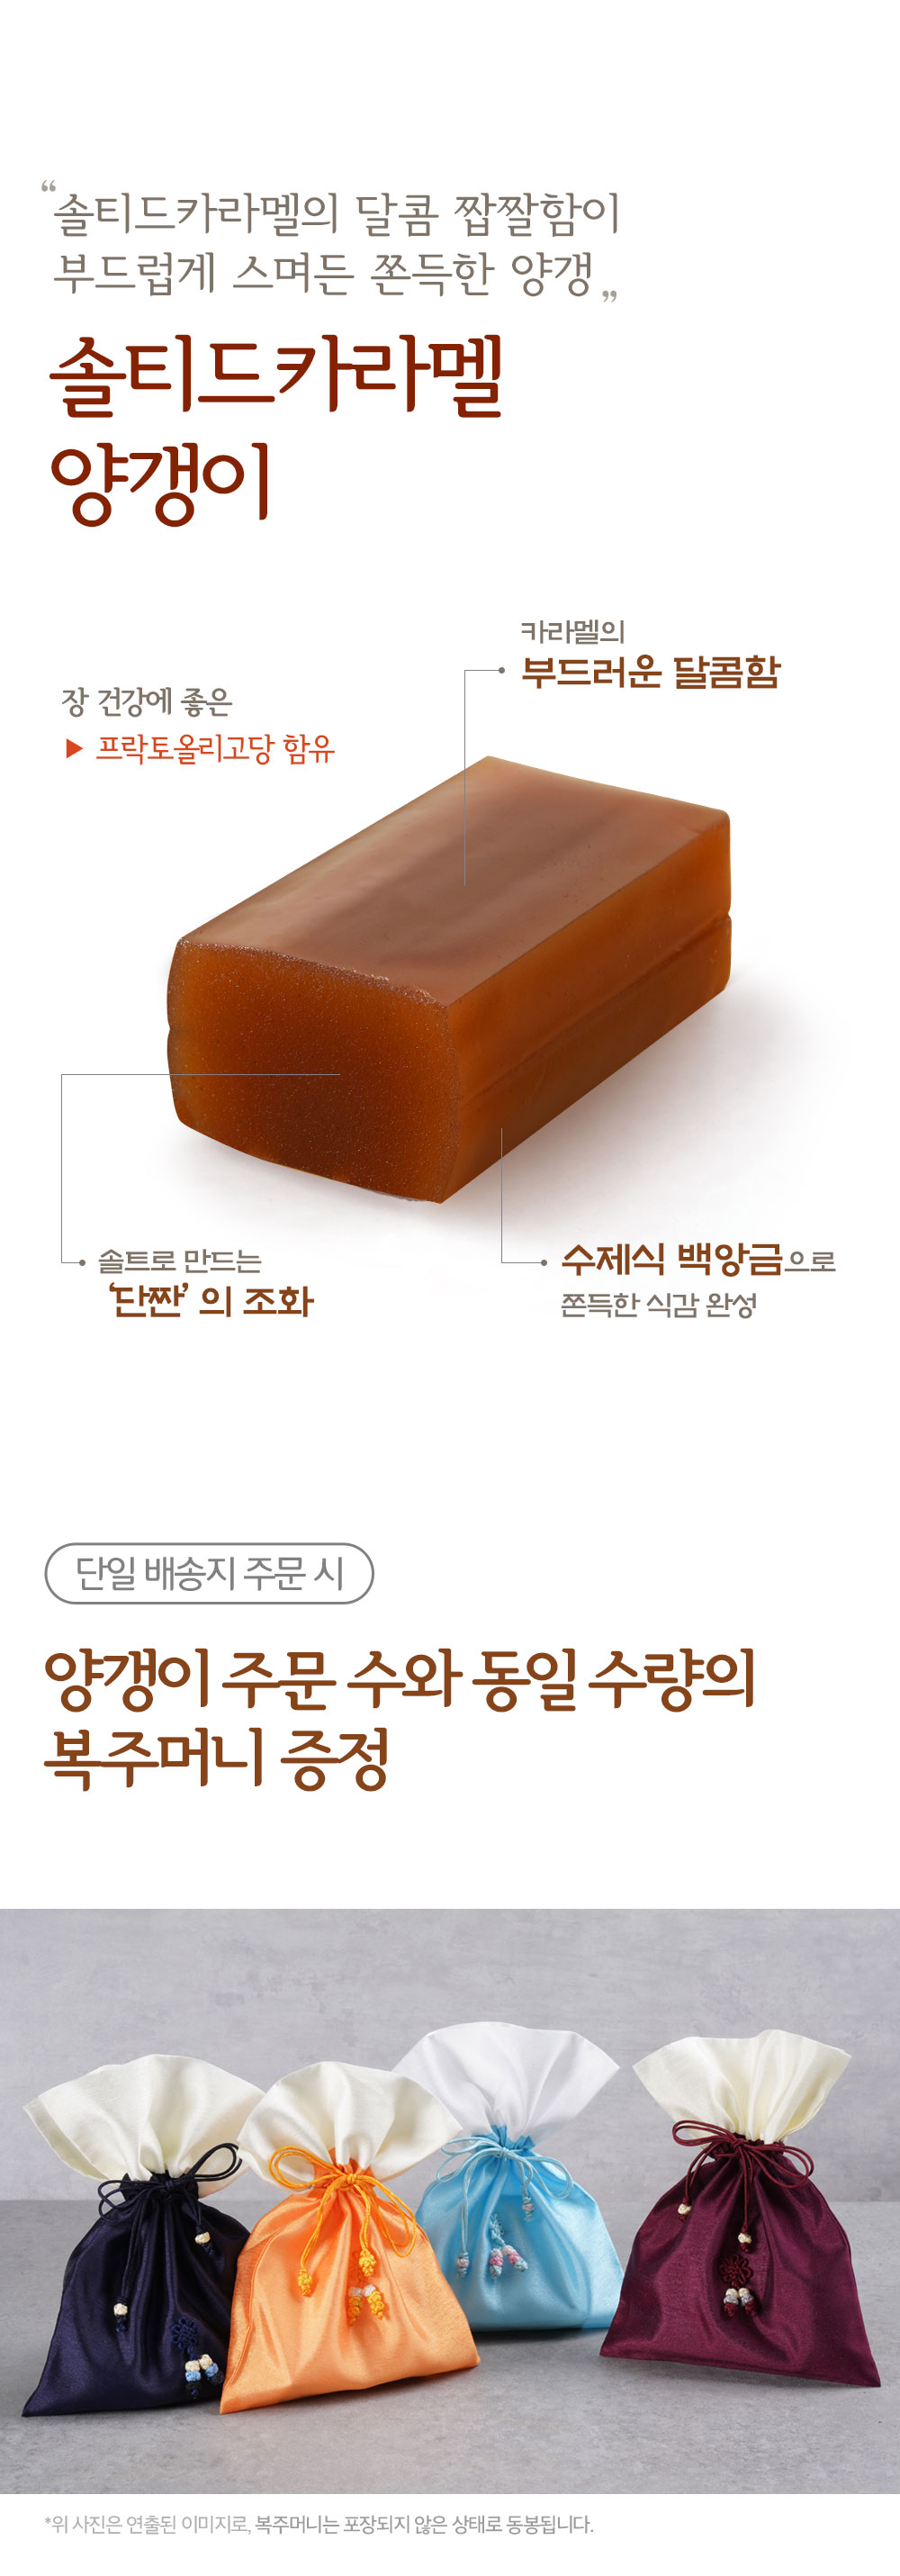 “솔티드카라멜의 달콤 짭짤함이
부드럽게 스며든 쫀득한 양갱”
솔티드카라멜
양갱이
카라멜의
부드러운 달콤함
장 건강에 좋은
▶ 프락토올리고당 함유
솔트로 만드는
‘단짠’ 의 조화
수제식 백앙금으로
쫀득한 식감 완성
단일 배송지 주문 시
양갱이 주문 수와 동일 수량의
복주머니 증정
*위 사진은 연출된 이미지로, 복주머니는 포장되지 않은 상태로 동봉됩니다.